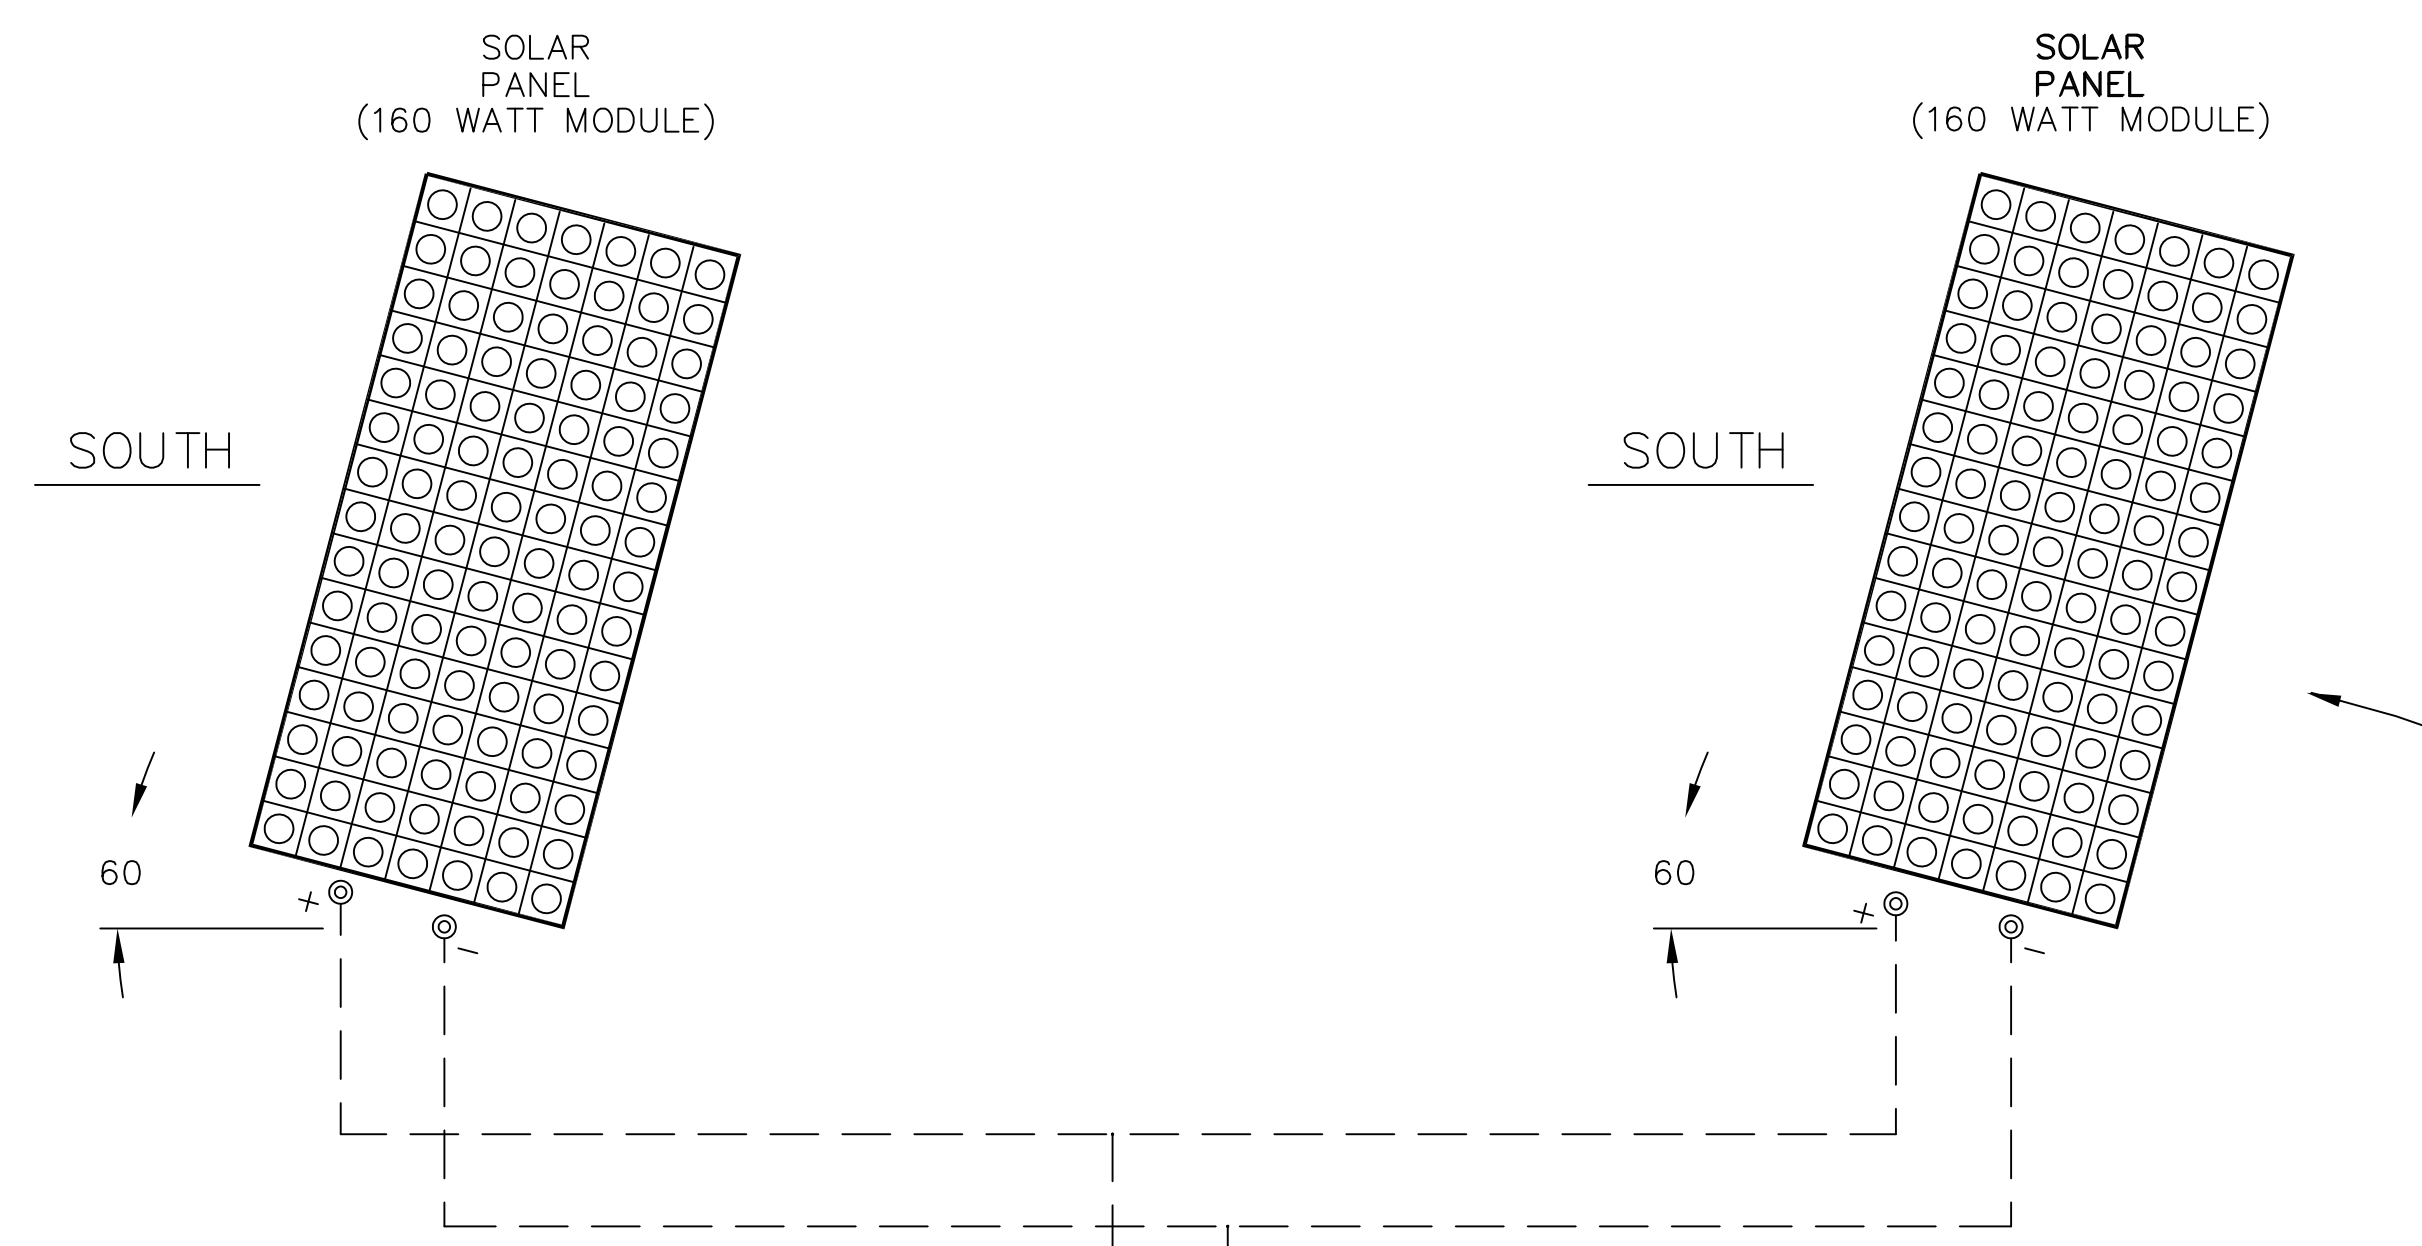 SOLAR
PANEL
(160 WATT MODULE)
SOLAR
PANEL
(160 WATT MODULE)
SOUTH
SOUTH
60
+
−
60
+
−